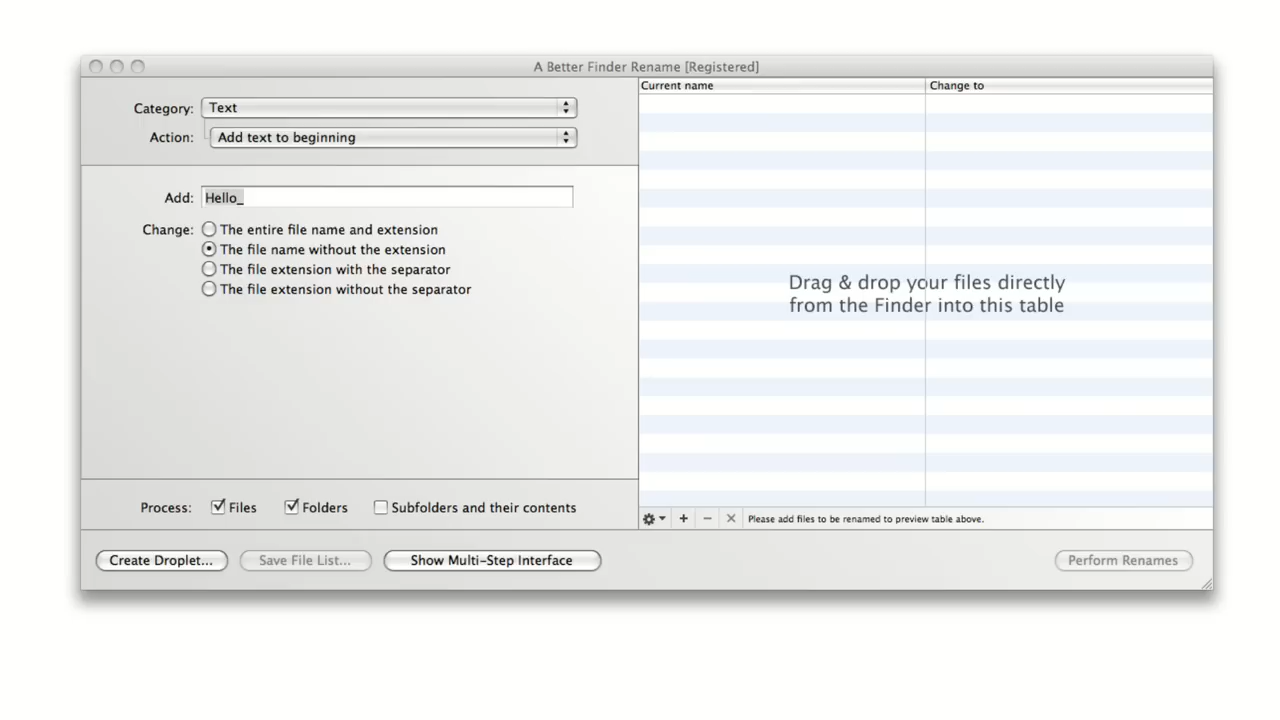 A Better Finder Rename [Registered]
Category: Text
Action: Add text to beginning
Add: Hello_
Change: The entire file name and extension
The file name without the extension
The file extension with the separator
The file extension without the separator
Process: Files Folders Subfolders and their contents
Create Droplet... Save File List... Show Multi-Step Interface
Current name Change to
Drag & drop your files directly
from the Finder into this table
Please add files to be renamed to preview table above.
Perform Renames